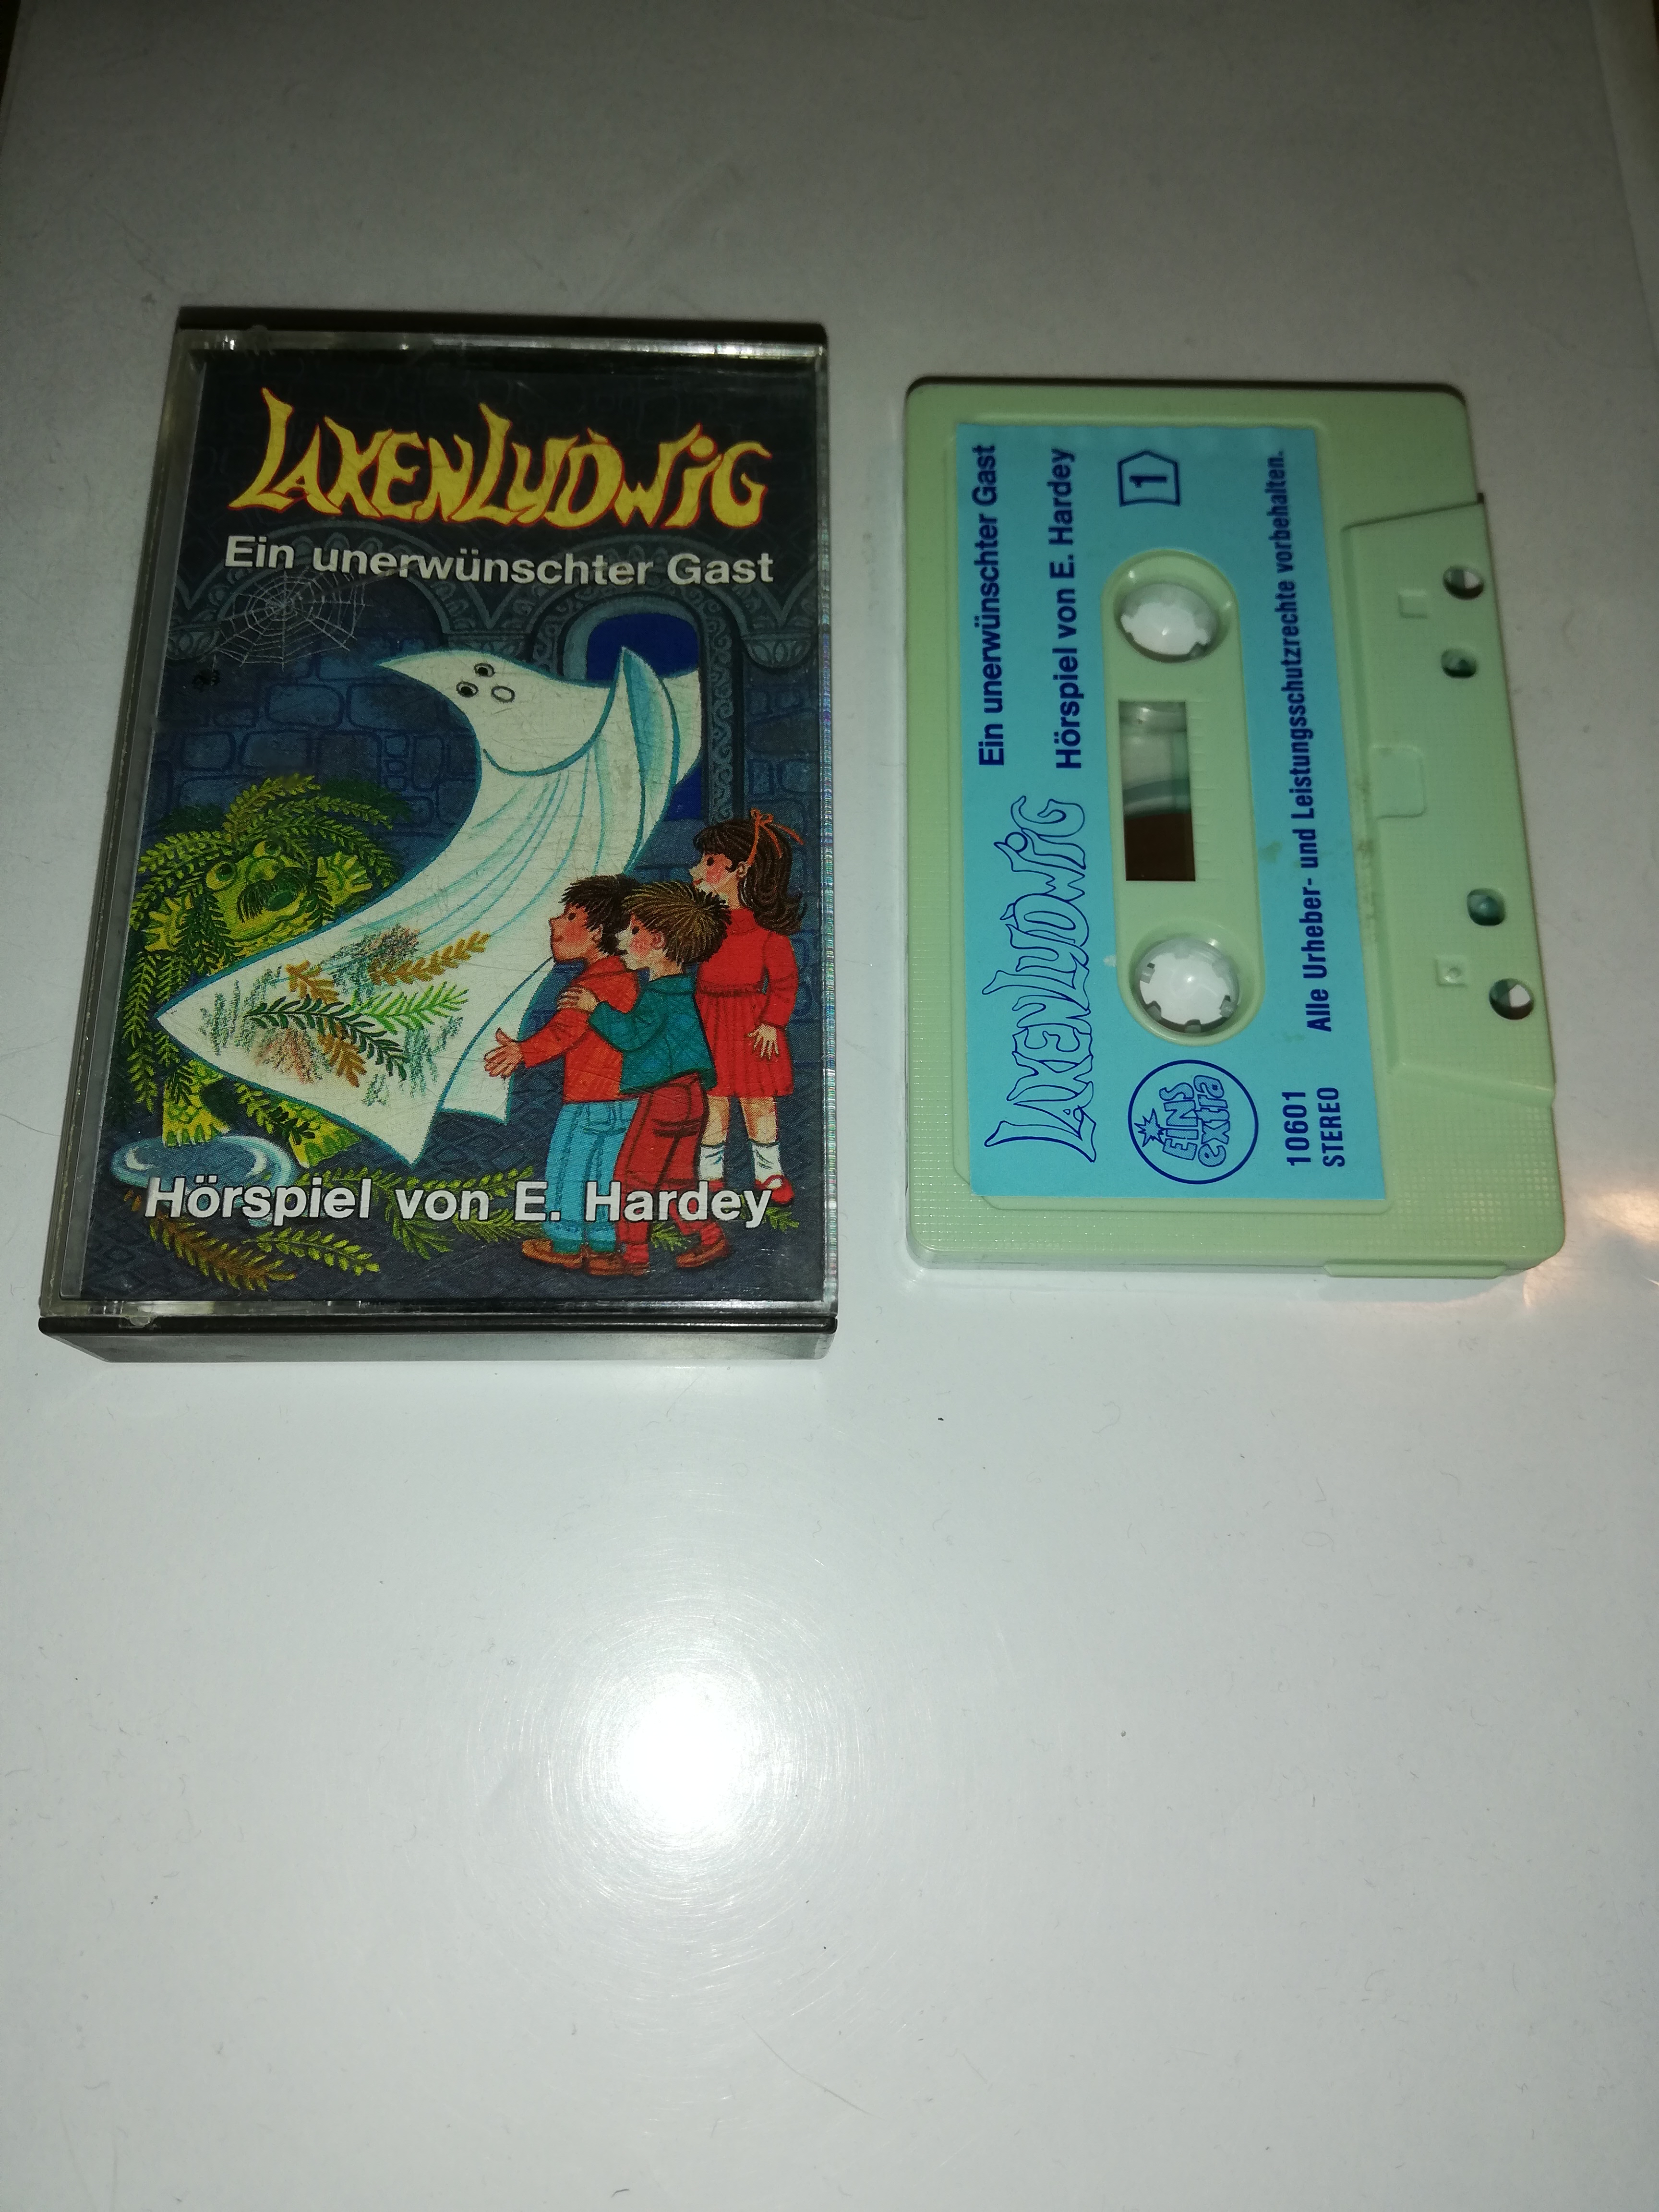 LAXENLUDWIG
Ein unerwünschter Gast
Hörspiel von E. Hardey
LAXENLUDWIG
Ein unerwünschter Gast
Hörspiel von E. Hardey
1
EiNS
extra
10601
STEREO
Alle Urheber- und Leistungsschutzrechte vorbehalten.